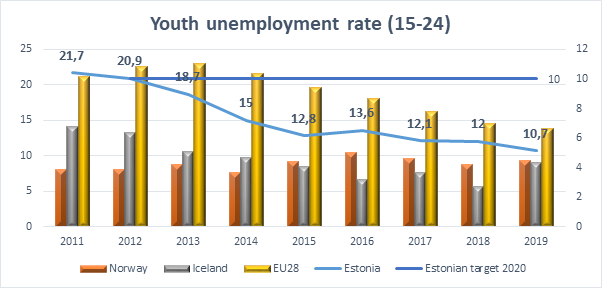 Youth unemployment rate (15-24)
25 12
20 10
15 8
10 6
5 4
0 2
0
21,7 20,9 18,7 15 12,8 13,6 12,1 12 10,7
10
2011 2012 2013 2014 2015 2016 2017 2018 2019
Norway Iceland EU28 Estonia Estonian target 2020